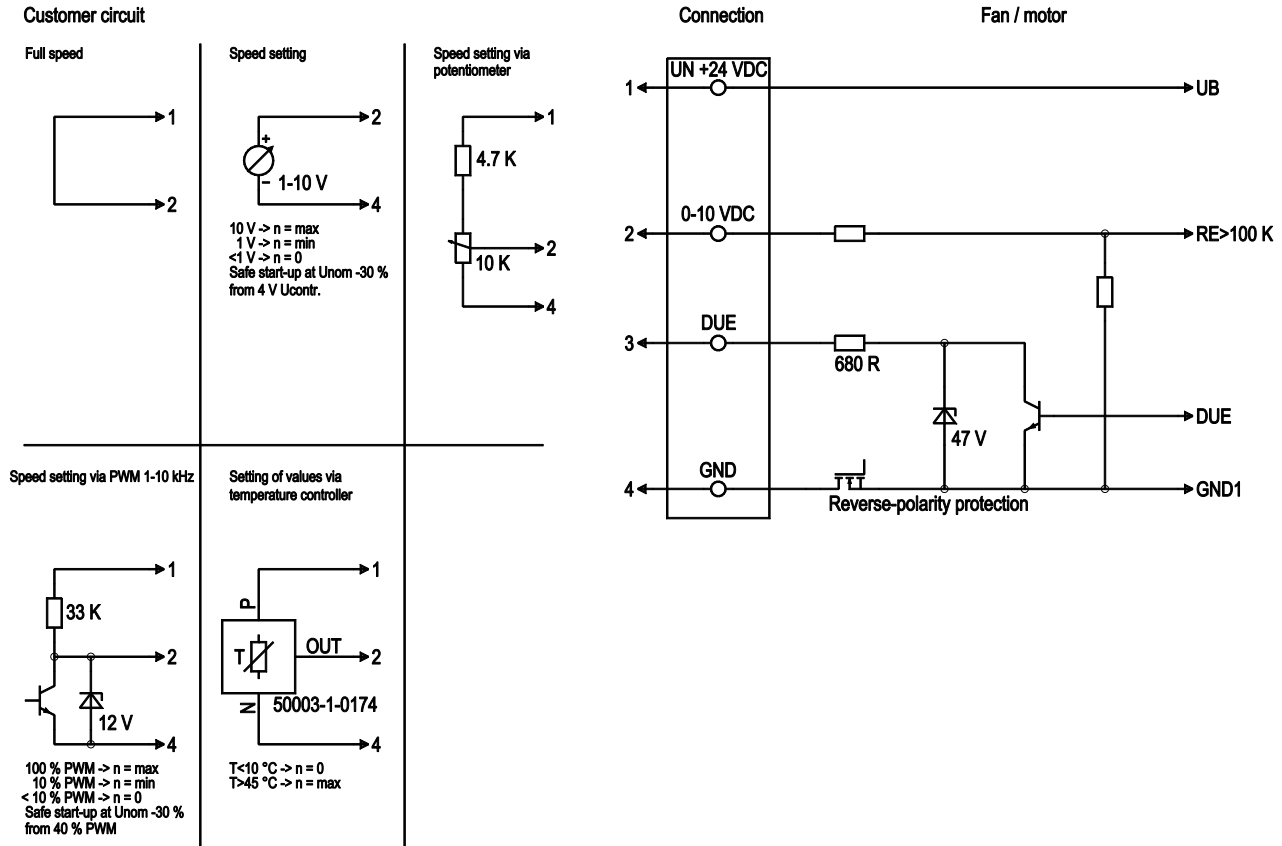 Customer circuit
Full speed
1
2
Speed setting
2
+
–
1-10 V
4
10 V -> n = max
1 V -> n = min
<1 V -> n = 0
Safe start-up at Unom -30 %
from 4 V Ucontr.
Speed setting via
potentiometer
1
4.7 K
2
10 K
4
Speed setting via PWM 1-10 kHz
1
33 K
2
12 V
4
100 % PWM -> n = max
10 % PWM -> n = min
< 10 % PWM -> n = 0
Safe start-up at Unom -30 %
from 40 % PWM
Setting of values via
temperature controller
1
P
T
OUT
2
N
50003-1-0174
4
T<10 °C -> n = 0
T>45 °C -> n = max
Connection
Fan / motor
UN +24 VDC
1
UB
0-10 VDC
2
RE>100 K
DUE
3
680 R
47 V
DUE
GND
4
GND1
Reverse-polarity protection